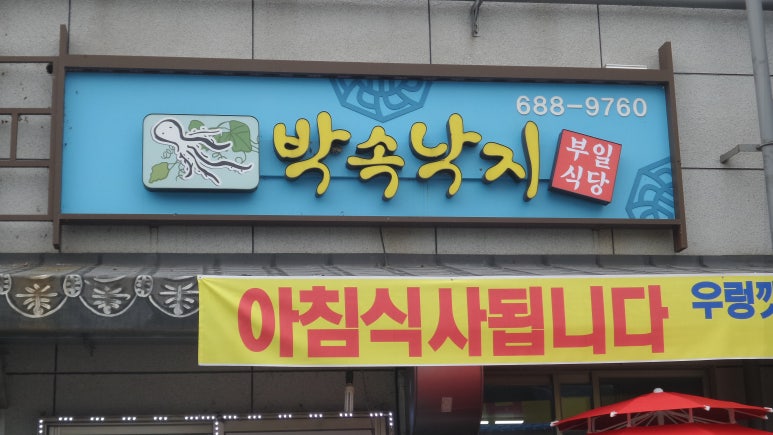 688-9760
박속낙지
부일
식당
아침식사됩니다
우렁깻